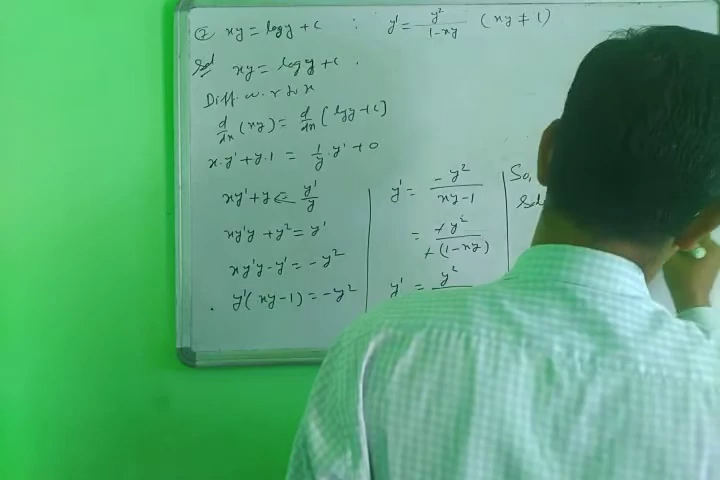 ⑦ xy = log y + c : y' = y²/(1-xy) (xy ≠ 1)
Sol xy = log y + c .
Diff. w. r to x
d/dx (xy) = d/dx [log y + c]
x. y' + y. 1 = 1/y . y' + 0
xy' + y = y'/y
xy'y + y² = y'
xy'y - y' = -y²
y'(xy-1) = -y²
y' = -y²/(xy-1)
= +y²/+(1-xy)
y' = y²
So,